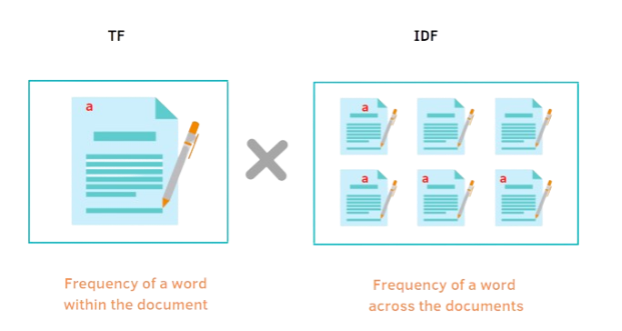 TF
IDF
a
a
a
a
a
Frequency of a word
within the document
Frequency of a word
across the documents